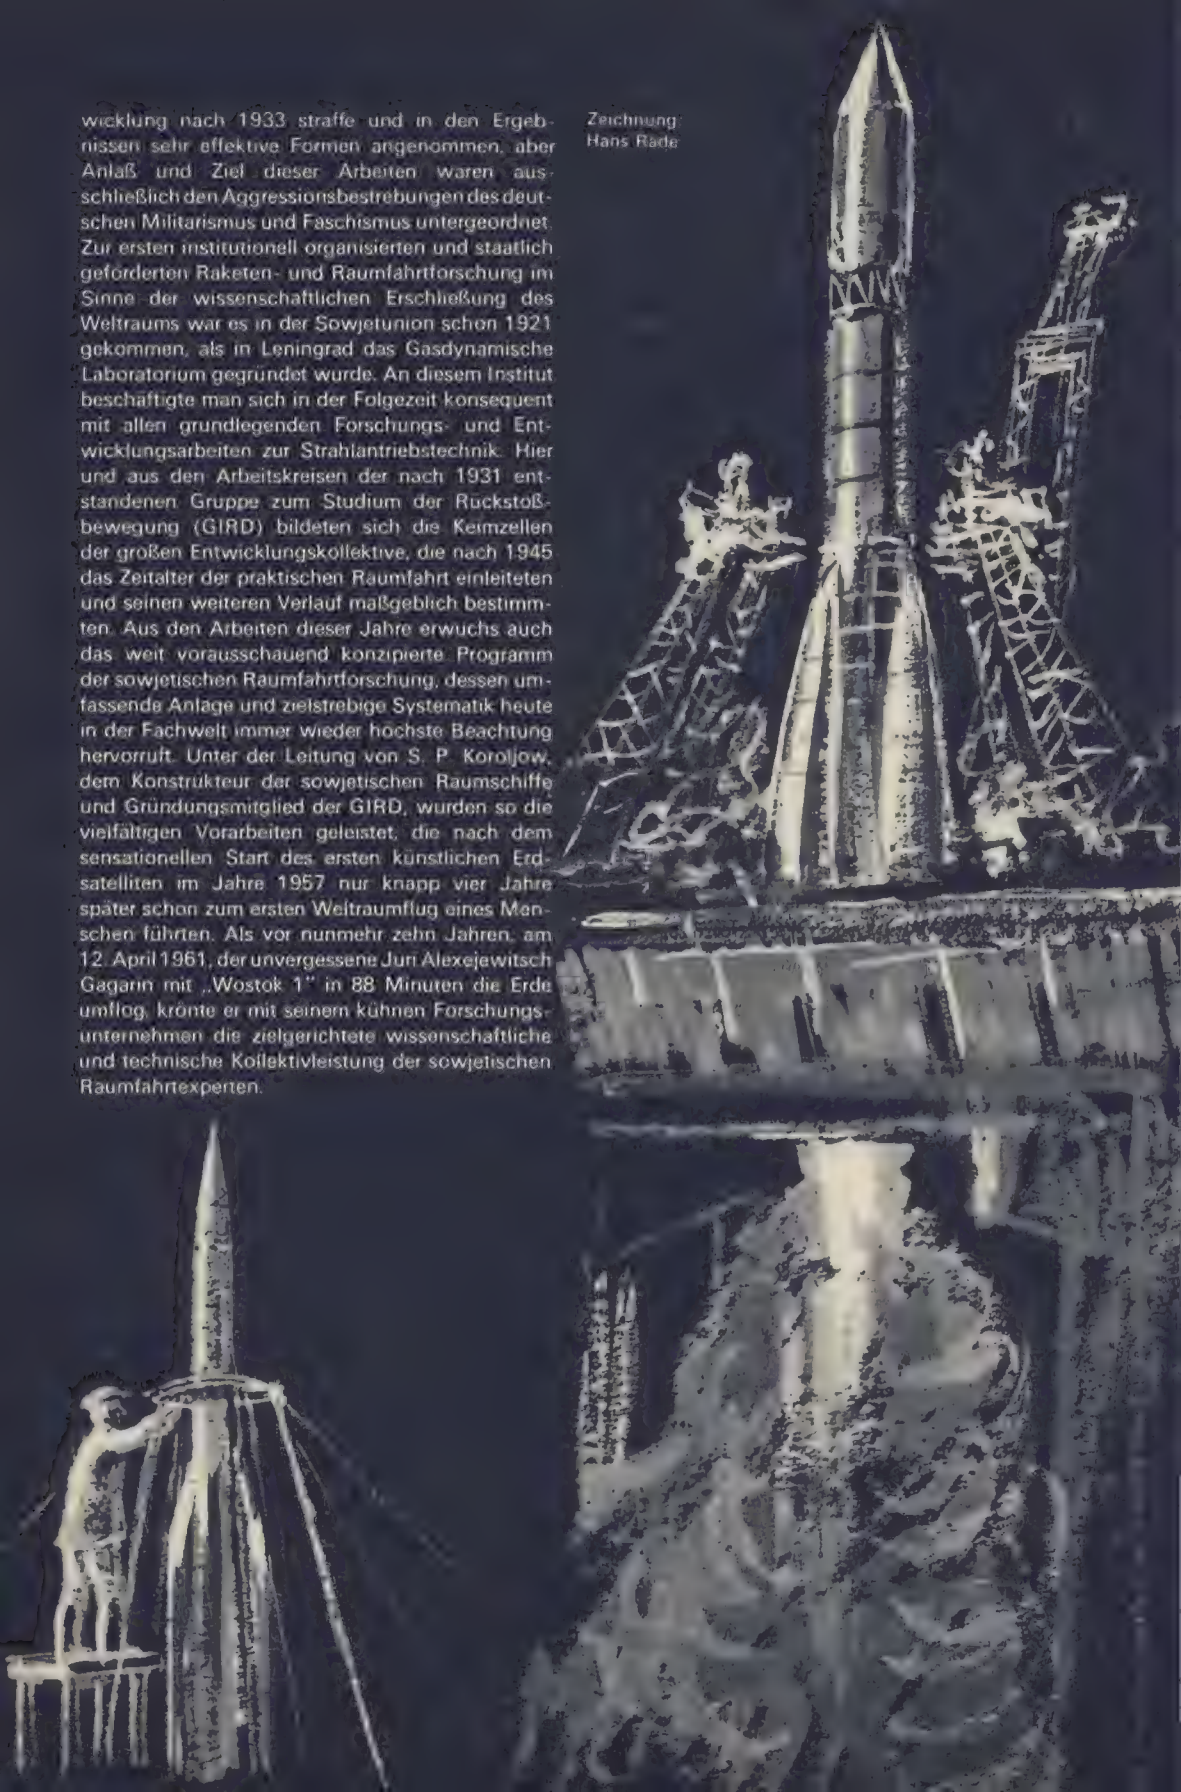 wicklung nach 1933 straffe und in den Ergeb-
nissen sehr effektive Formen angenommen, aber
Anlaß und Ziel dieser Arbeiten waren aus-
schließlich den Aggressionsbestrebungen des deut-
schen Militarismus und Faschismus untergeordnet.
Zur ersten institutionell organisierten und staatlich
geförderten Raketen- und Raumfahrtforschung im
Sinne der wissenschaftlichen Erschließung des
Weltraums war es in der Sowjetunion schon 1921
gekommen, als in Leningrad das Gasdynamische
Laboratorium gegründet wurde. An diesem Institut
beschäftigte man sich in der Folgezeit konsequent
mit allen grundlegenden Forschungs- und Ent-
wicklungsarbeiten zur Strahlantriebstechnik. Hier
und aus den Arbeitskreisen der nach 1931 ent-
standenen Gruppe zum Studium der Rückstoß-
bewegung (GIRD) bildeten sich die Keimzellen
der großen Entwicklungskollektive, die nach 1945
das Zeitalter der praktischen Raumfahrt einleiteten
und seinen weiteren Verlauf maßgeblich bestimm-
ten. Aus den Arbeiten dieser Jahre erwuchs auch
das weit vorausschauend konzipierte Programm
der sowjetischen Raumfahrtforschung, dessen um-
fassende Anlage und zielstrebige Systematik heute
in der Fachwelt immer wieder höchste Beachtung
hervorruft. Unter der Leitung von S. P. Koroljow,
dem Konstrukteur der sowjetischen Raumschiffe
und Gründungsmitglied der GIRD, wurden so die
vielfältigen Vorarbeiten geleistet, die nach dem
sensationellen Start des ersten künstlichen Erd-
satelliten im Jahre 1957 nur knapp vier Jahre
später schon zum ersten Weltraumflug eines Men-
schen führten. Als vor nunmehr zehn Jahren, am
12. April 1961, der unvergessene Juri Alexejewitsch
Gagarin mit „Wostok 1“ in 88 Minuten die Erde
umflog, krönte er mit seinem kühnen Forschungs-
unternehmen die zielgerichtete wissenschaftliche
und technische Kollektivleistung der sowjetischen
Raumfahrtexperten.
Zeichnung:
Hans Räde